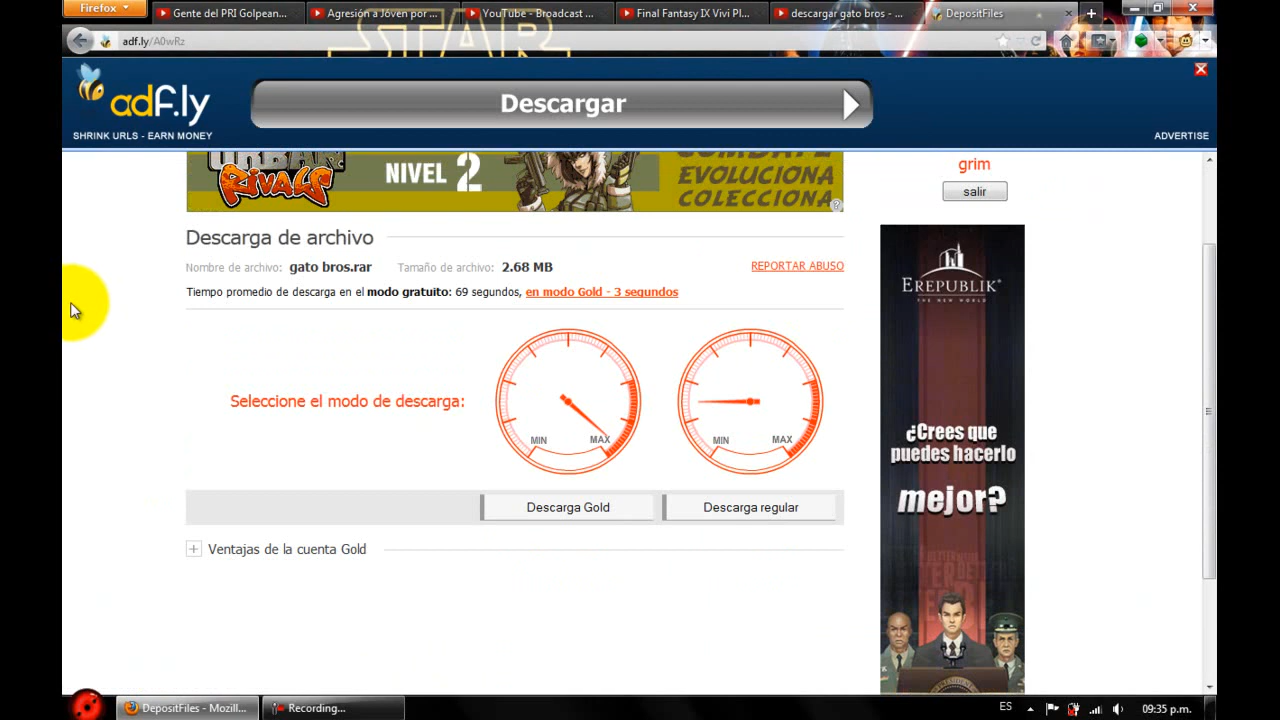 Firefox
Gente del PRI Golpean...
Agresión a Jóven por ...
YouTube - Broadcast ...
Final Fantasy IX Vivi Pl...
descargar gato bros - ...
DepositFiles
STAR
adf.ly/A0wRz
adF.ly
SHRINK URLS - EARN MONEY
Descargar
ADVERTISE
URBAN
RIVALS
NIVEL 2
COMBATE
EVOLUCIONA
COLECCIONA
grim
salir
Descarga de archivo
Nombre de archivo: gato bros.rar Tamaño de archivo: 2.68 MB
REPORTAR ABUSO
Tiempo promedio de descarga en el modo gratuito: 69 segundos, en modo Gold - 3 segundos
Seleccione el modo de descarga:
MIN MAX
MIN MAX
Descarga Gold
Descarga regular
+ Ventajas de la cuenta Gold
EREPUBLIK
THE NEW WORLD
¿Crees que
puedes hacerlo
mejor?
DepositFiles - Mozill...
Recording...
ES
09:35 p.m.